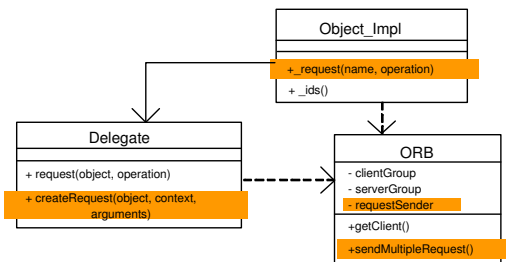 Object_Impl
+_request(name, operation)
+ _ids()
Delegate
+ request(object, operation)
+ createRequest(object, context,
arguments)
ORB
- clientGroup
- serverGroup
- requestSender
+getClient()
+sendMultipleRequest()